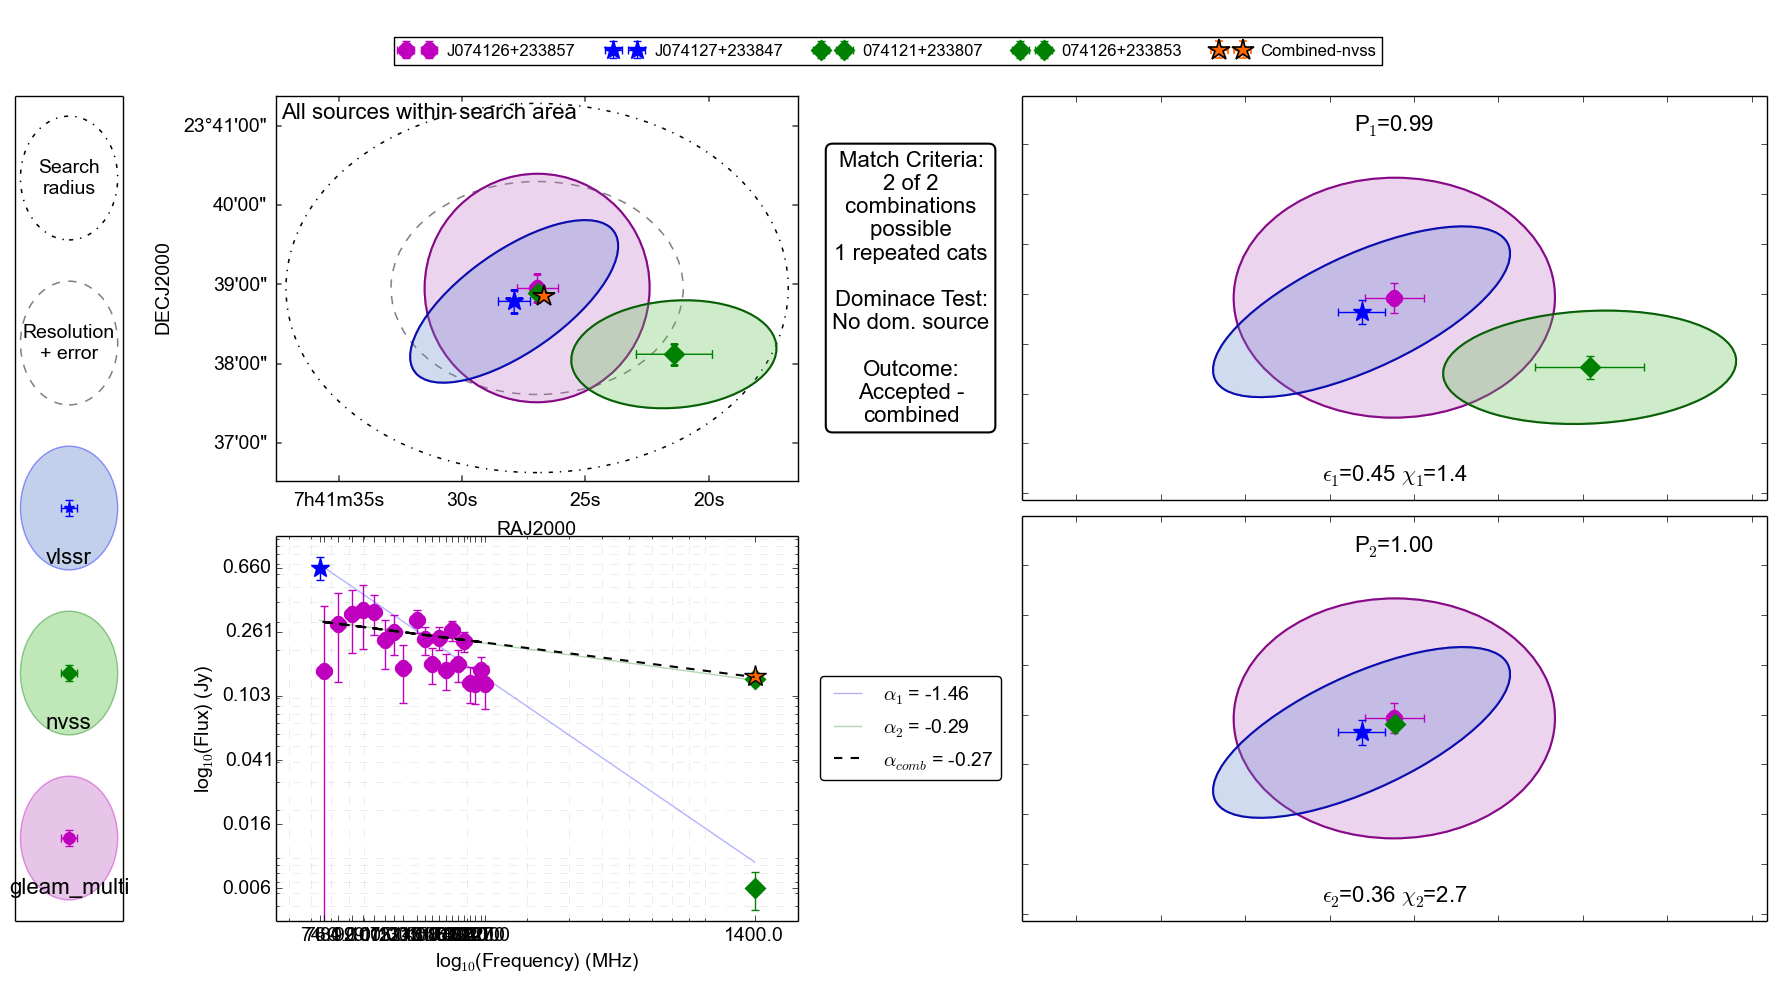 J074126+233857 J074127+233847 074121+233807 074126+233853 Combined-nvss
Search
radius
Resolution
+ error
vlssr
nvss
gleam_multi
All sources within search area
23°41'00"
40'00"
39'00"
38'00"
37'00"
DECJ2000
7h41m35s 30s 25s 20s
RAJ2000
Match Criteria:
2 of 2
combinations
possible
1 repeated cats
Dominace Test:
No dom. source
Outcome:
Accepted -
combined
P1=0.99
ϵ1=0.45 χ1=1.4
P2=1.00
ϵ2=0.36 χ2=2.7
0.660
0.261
0.103
0.041
0.016
0.006
log10(Flux) (Jy)
1400.0
log10(Frequency) (MHz)
α1 = -1.46
α2 = -0.29
αcomb = -0.27